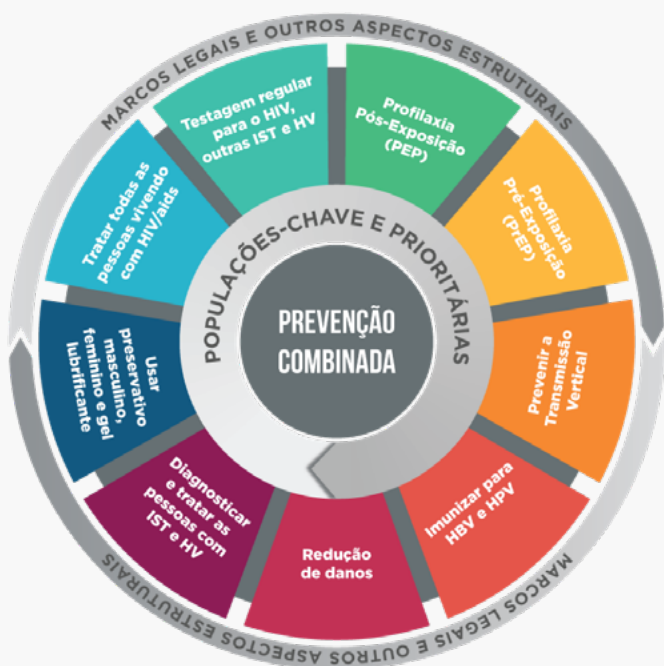 MARCOS LEGAIS E OUTROS ASPECTOS ESTRUTURAIS
Testagem regular
para o HIV,
outras IST e HV
Profilaxia
Pós-Exposição
(PEP)
Profilaxia
Pré-Exposição
(PrEP)
Prevenir a
Transmissão
Vertical
Imunizar para
HBV e HPV
Redução
de danos
Diagnosticar
e tratar as
pessoas com
IST e HV
Usar
preservativo
masculino,
feminino e gel
lubrificante
Tratar todas as
pessoas vivendo
com HIV/aids
POPULAÇÕES-CHAVE E PRIORITÁRIAS
PREVENÇÃO
COMBINADA
MARCOS LEGAIS E OUTROS ASPECTOS ESTRUTURAIS